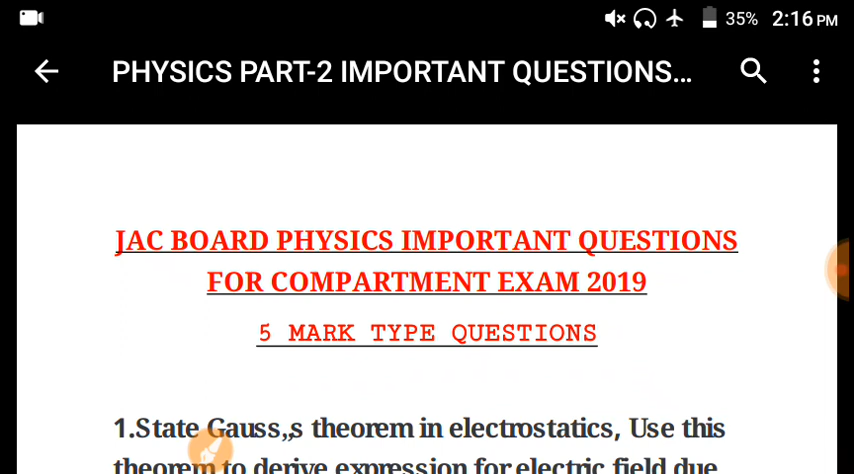 35% 2:16 PM
PHYSICS PART-2 IMPORTANT QUESTIONS...
JAC BOARD PHYSICS IMPORTANT QUESTIONS
FOR COMPARTMENT EXAM 2019
5 MARK TYPE QUESTIONS
1.State Gauss,,s theorem in electrostatics, Use this
theorem to derive expression for electric field due